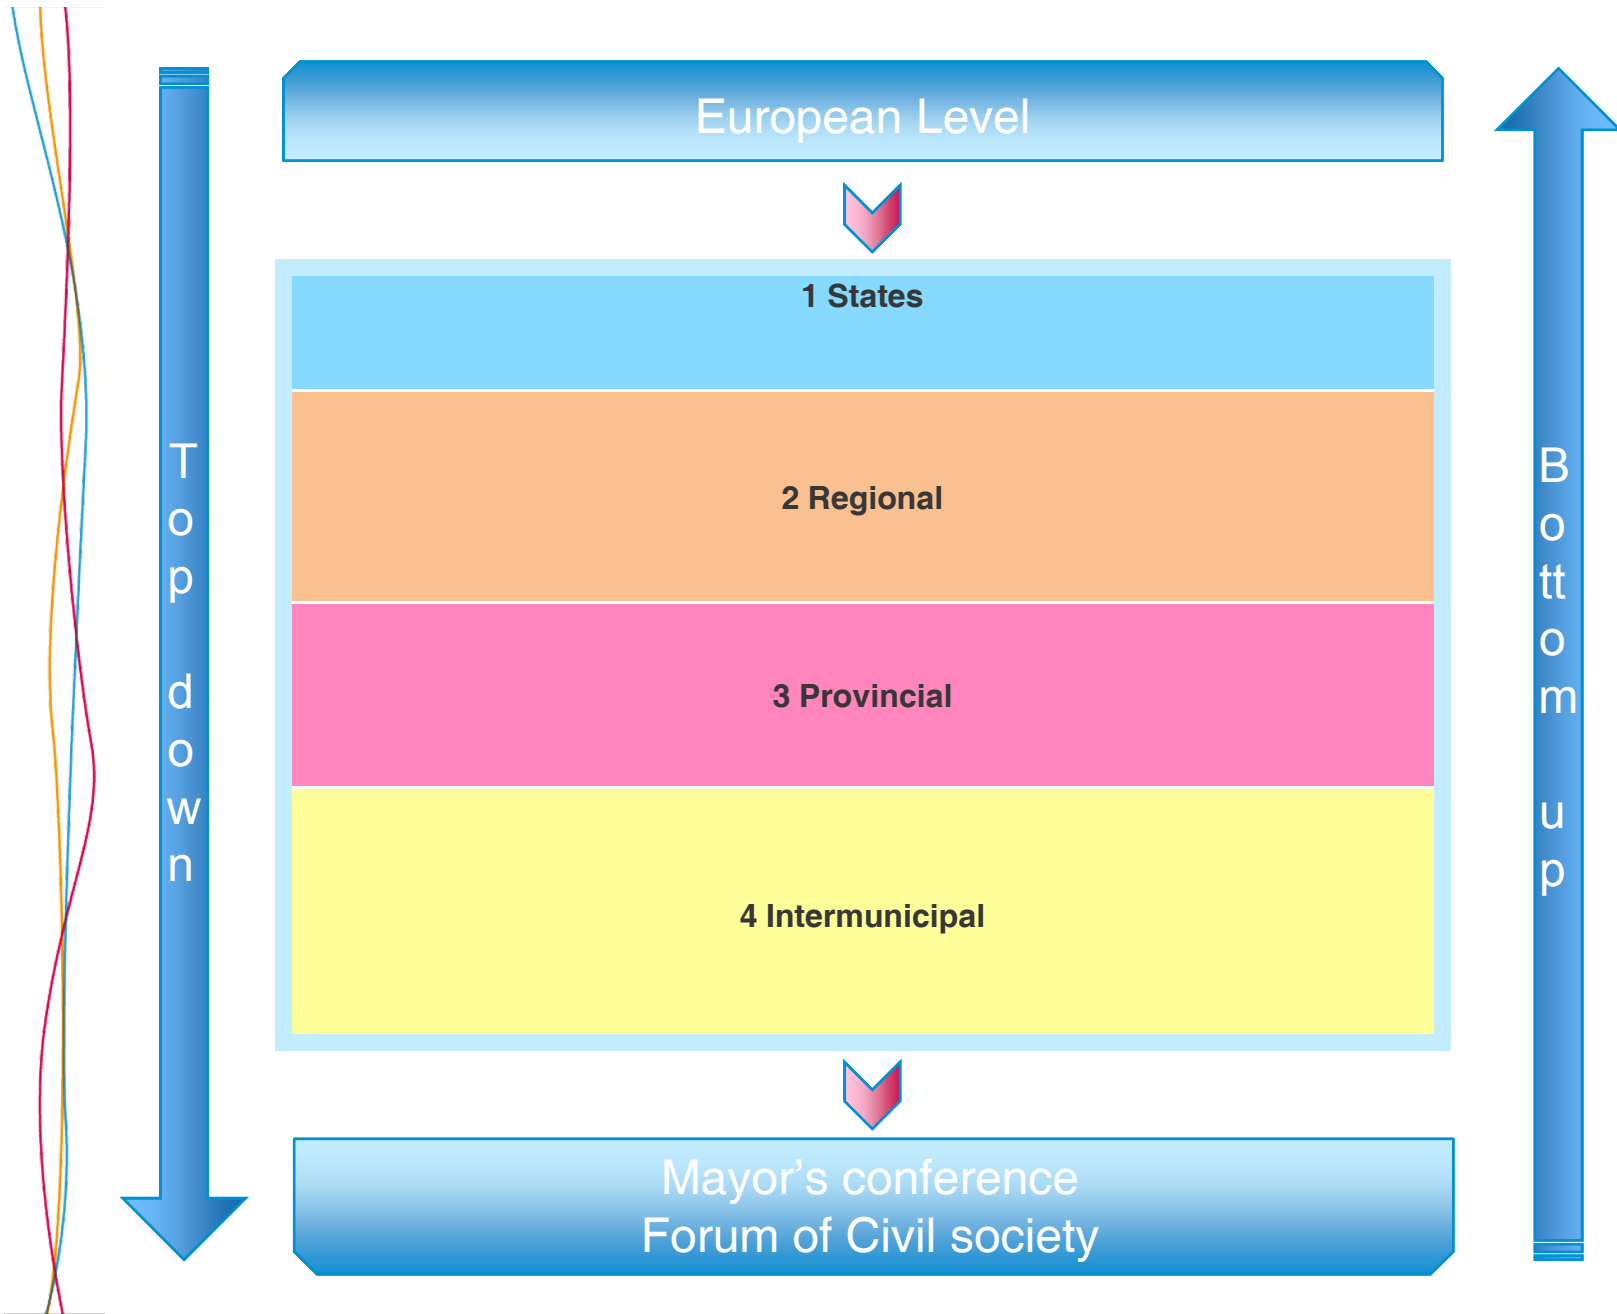 European Level
1 States
2 Regional
3 Provincial
4 Intermunicipal
Mayor’s conference
Forum of Civil society
Top down
Bottom up